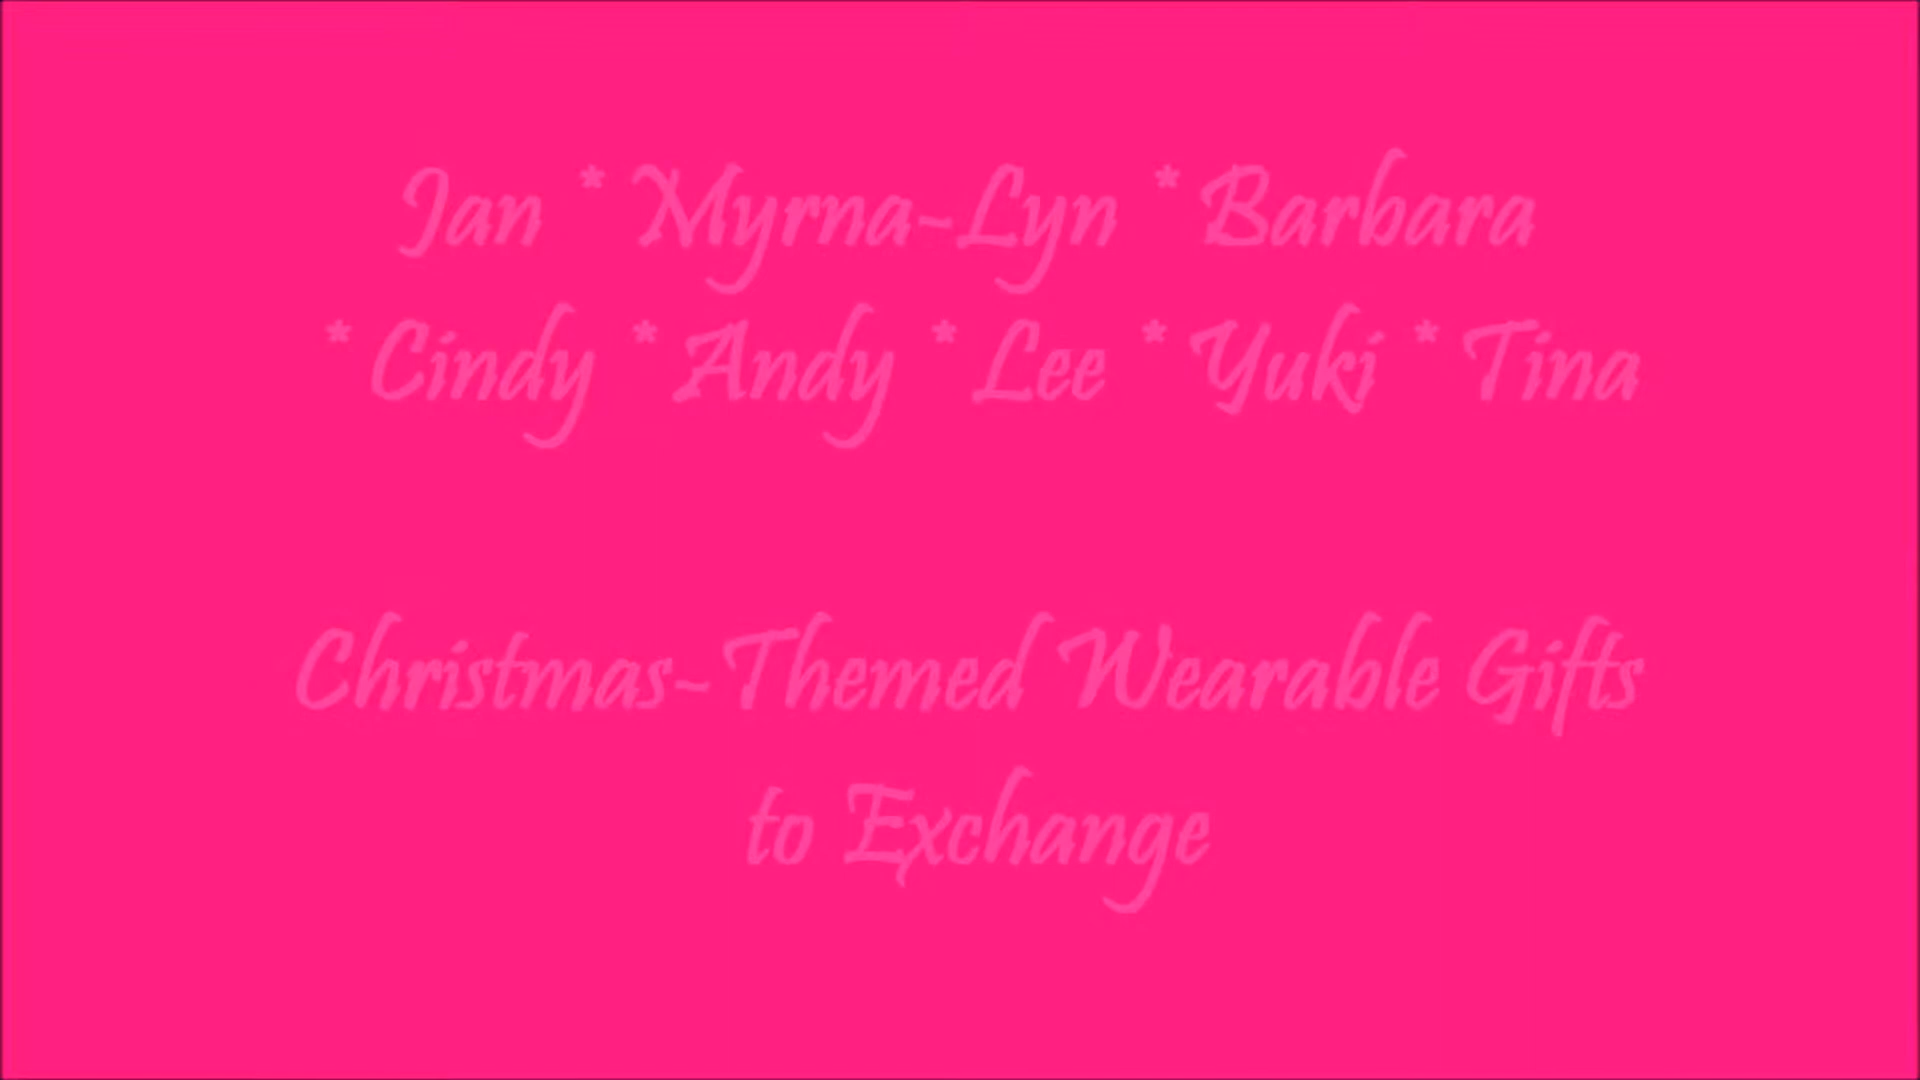 Jan * Myrna-Lyn * Barbara
* Cindy * Andy * Lee * Yuki * Tina
Christmas-Themed Wearable Gifts
to Exchange